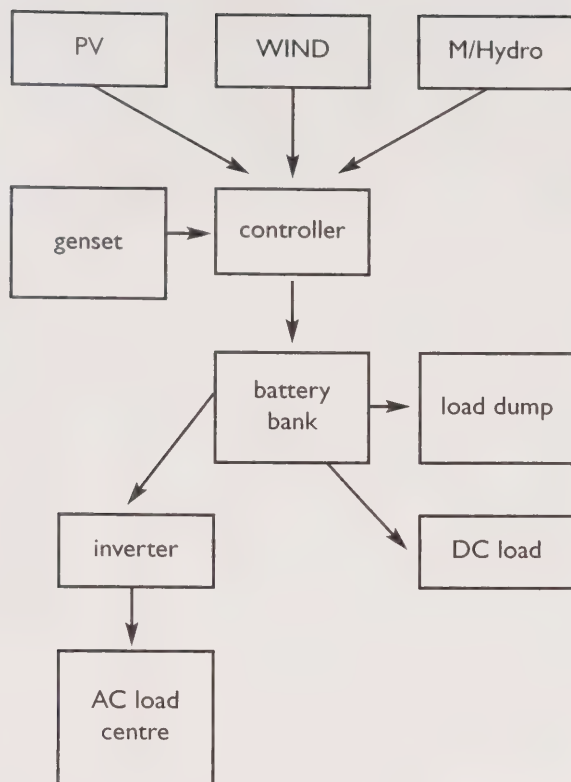 PV
WIND
M/Hydro
genset
controller
battery
bank
load dump
inverter
DC load
AC load
centre